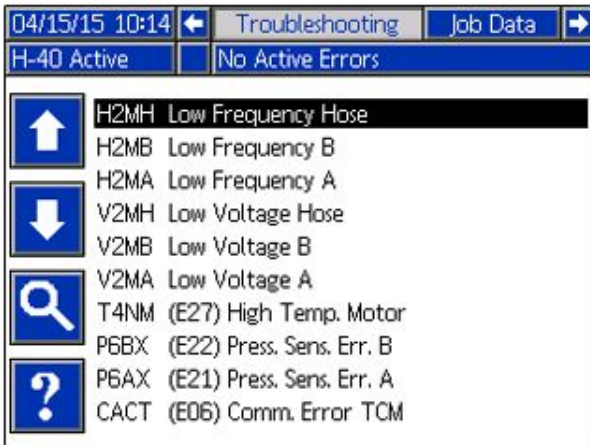 04/15/15 10:14 Troubleshooting Job Data
H-40 Active No Active Errors
H2MH Low Frequency Hose
H2MB Low Frequency B
H2MA Low Frequency A
V2MH Low Voltage Hose
V2MB Low Voltage B
V2MA Low Voltage A
T4NM (E27) High Temp. Motor
P6BX (E22) Press. Sens. Err. B
P6AX (E21) Press. Sens. Err. A
CACT (E06) Comm. Error TCM
?